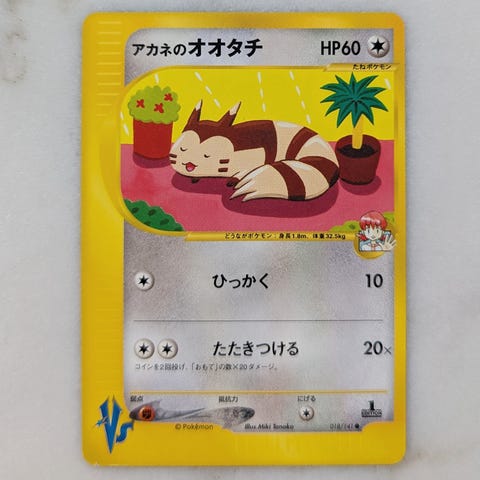 アカネのオオタチ HP60
たねポケモン
どうながポケモン：身長1.8m、体重32.5kg
ひっかく 10
たたきつける 20×
コインを2回投げ、「おもて」の数×20ダメージ。
弱点 抵抗力 にげる
1 EDITION
© Pokémon Illus. Miki Tanaka 018/141 ●
VS